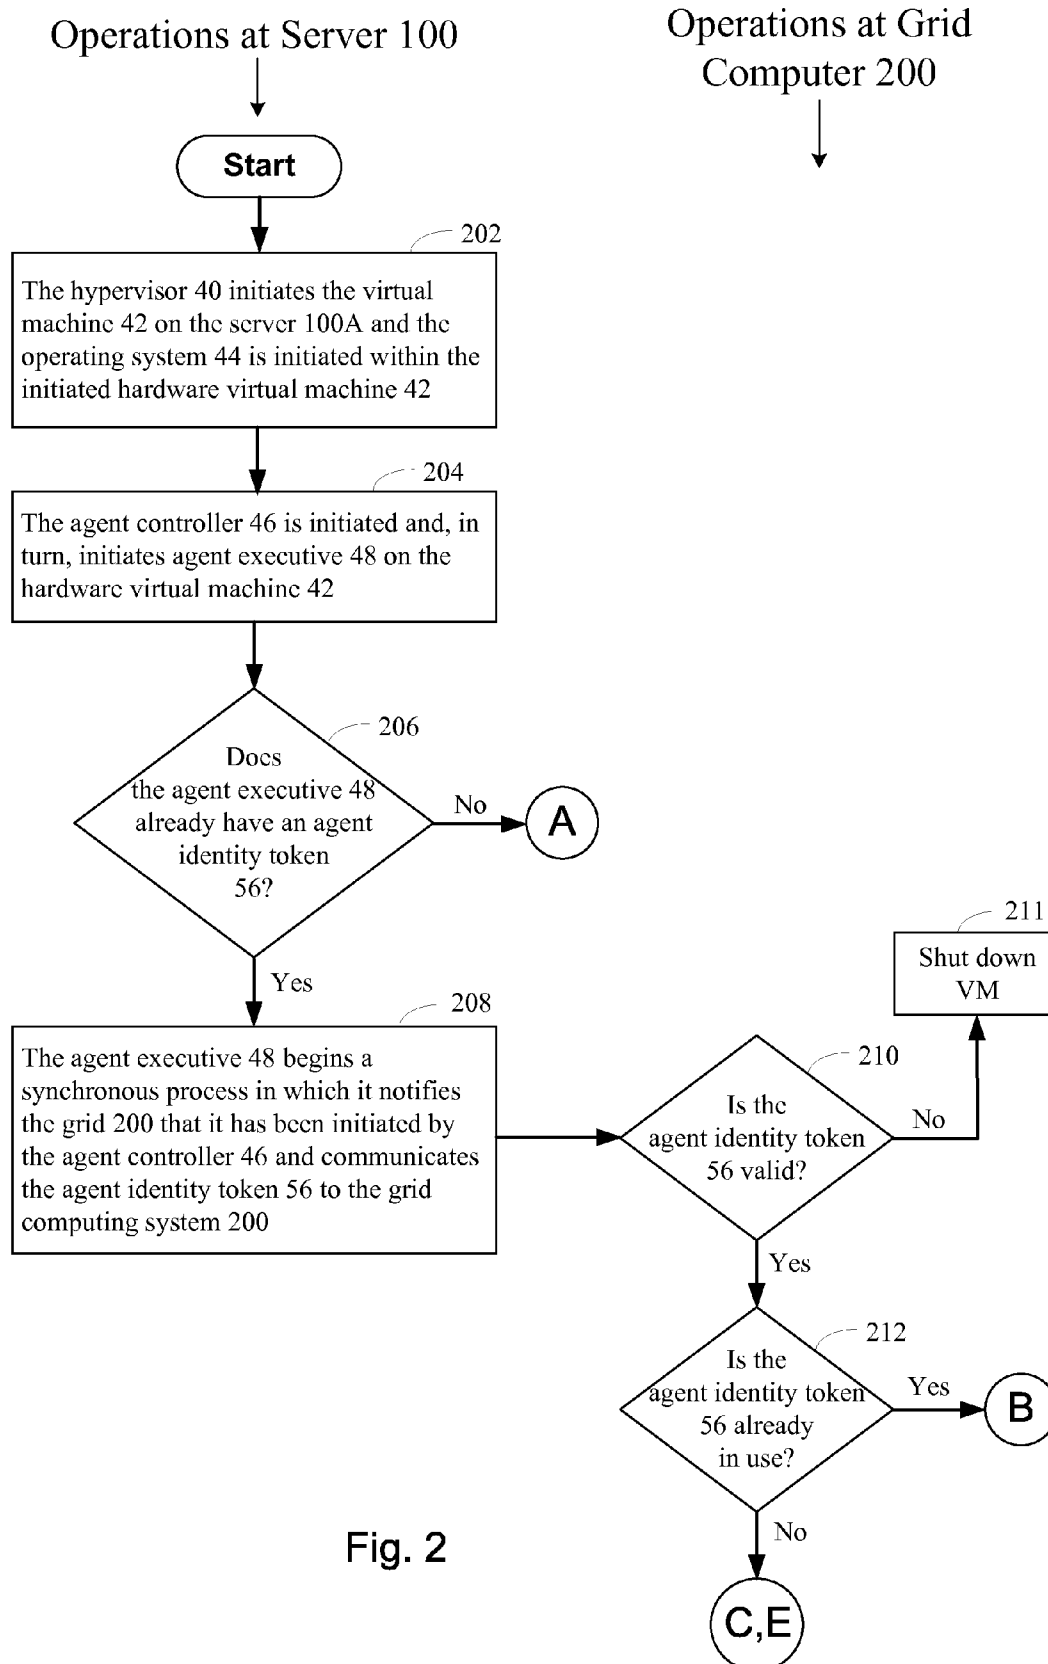 Operations at Server 100
Operations at Grid
Computer 200
Start
202
The hypervisor 40 initiates the virtual
machine 42 on the server 100A and the
operating system 44 is initiated within the
initiated hardware virtual machine 42
204
The agent controller 46 is initiated and, in
turn, initiates agent executive 48 on the
hardware virtual machine 42
206
Does
the agent executive 48
already have an agent
identity token
56?
No
A
Yes
208
The agent executive 48 begins a
synchronous process in which it notifies
the grid 200 that it has been initiated by
the agent controller 46 and communicates
the agent identity token 56 to the grid
computing system 200
211
Shut down
VM
210
Is the
agent identity token
56 valid?
No
Yes
212
Is the
agent identity token
56 already
in use?
Yes
B
No
C,E
Fig. 2